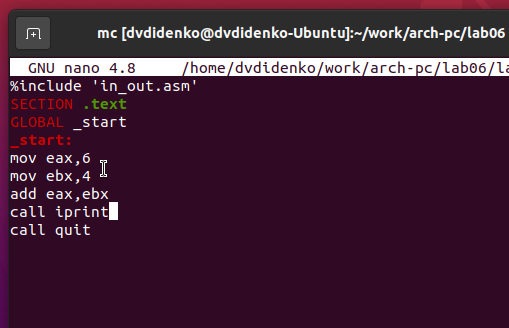 mc [dvdidenko@dvdidenko-Ubuntu]:~/work/arch-pc/lab06
GNU nano 4.8 /home/dvdidenko/work/arch-pc/lab06/la
%include 'in_out.asm'
SECTION .text
GLOBAL _start
_start:
mov eax,6
mov ebx,4
add eax,ebx
call iprint
call quit